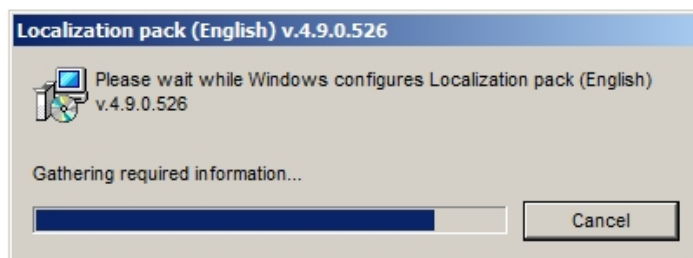 Localization pack (English) v.4.9.0.526
Please wait while Windows configures Localization pack (English)
v.4.9.0.526
Gathering required information...
Cancel